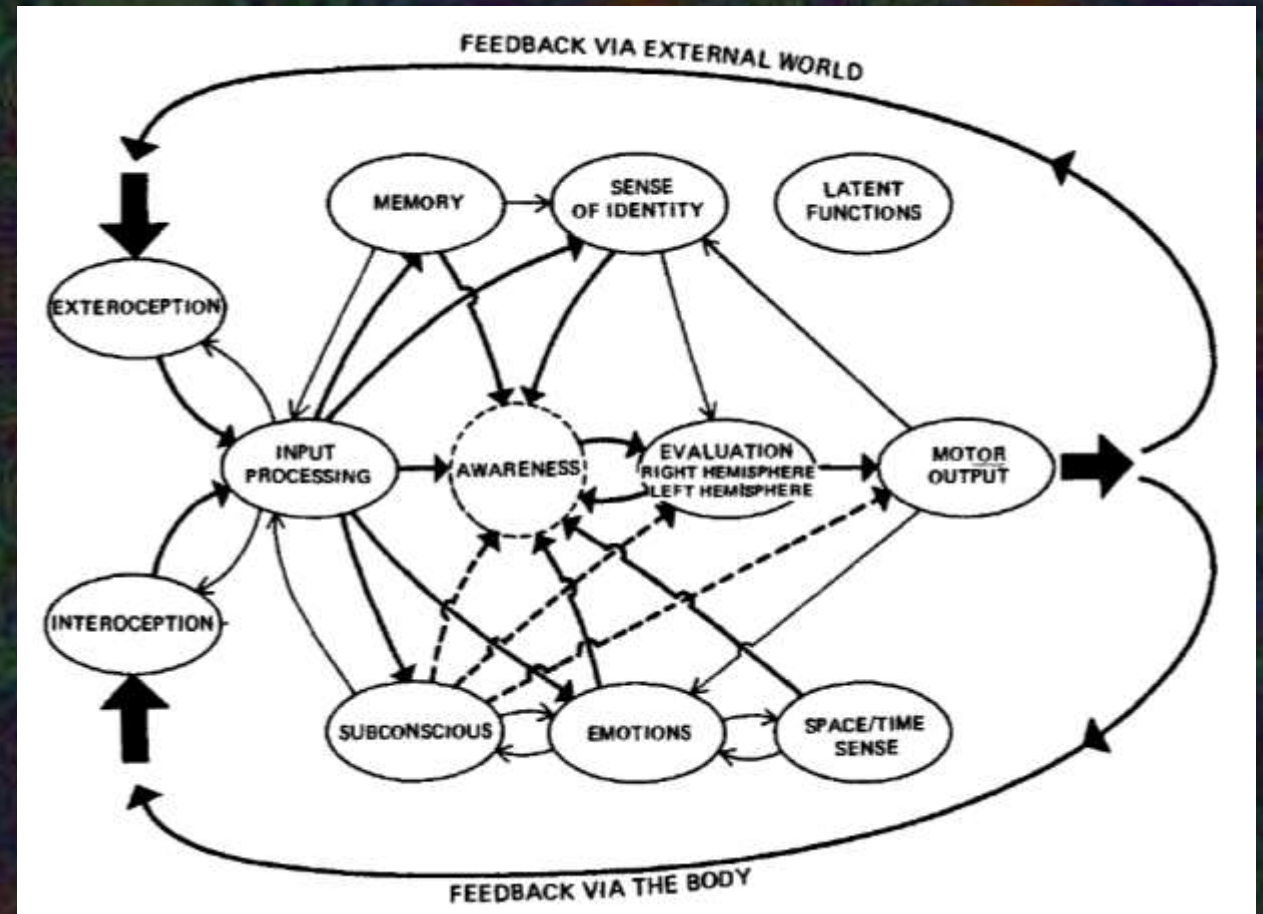 FEEDBACK VIA EXTERNAL WORLD
MEMORY
SENSE
OF IDENTITY
LATENT
FUNCTIONS
EXTEROCEPTION
INPUT
PROCESSING
AWARENESS
EVALUATION
RIGHT HEMISPHERE
LEFT HEMISPHERE
MOTOR
OUTPUT
INTEROCEPTION
SUBCONSCIOUS
EMOTIONS
SPACE/TIME
SENSE
FEEDBACK VIA THE BODY